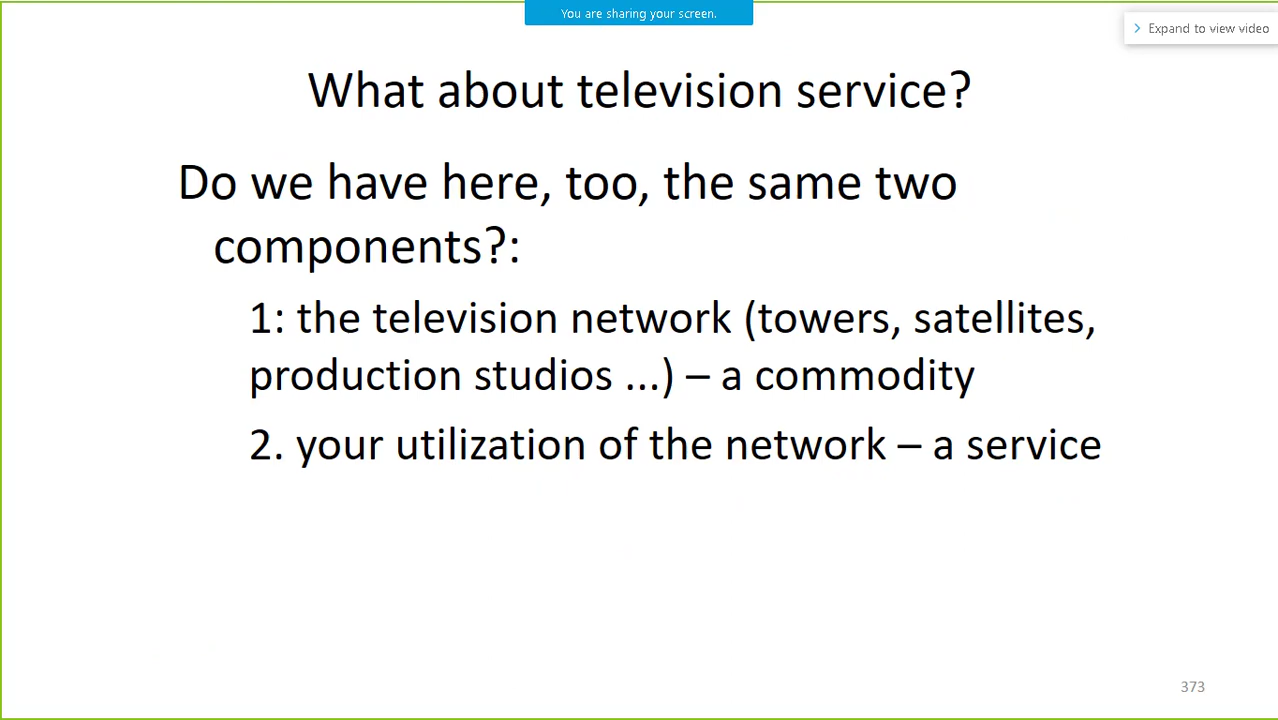 You are sharing your screen.
Expand to view video
What about television service?
Do we have here, too, the same two
components?:
1: the television network (towers, satellites,
production studios ...) – a commodity
2. your utilization of the network – a service
373